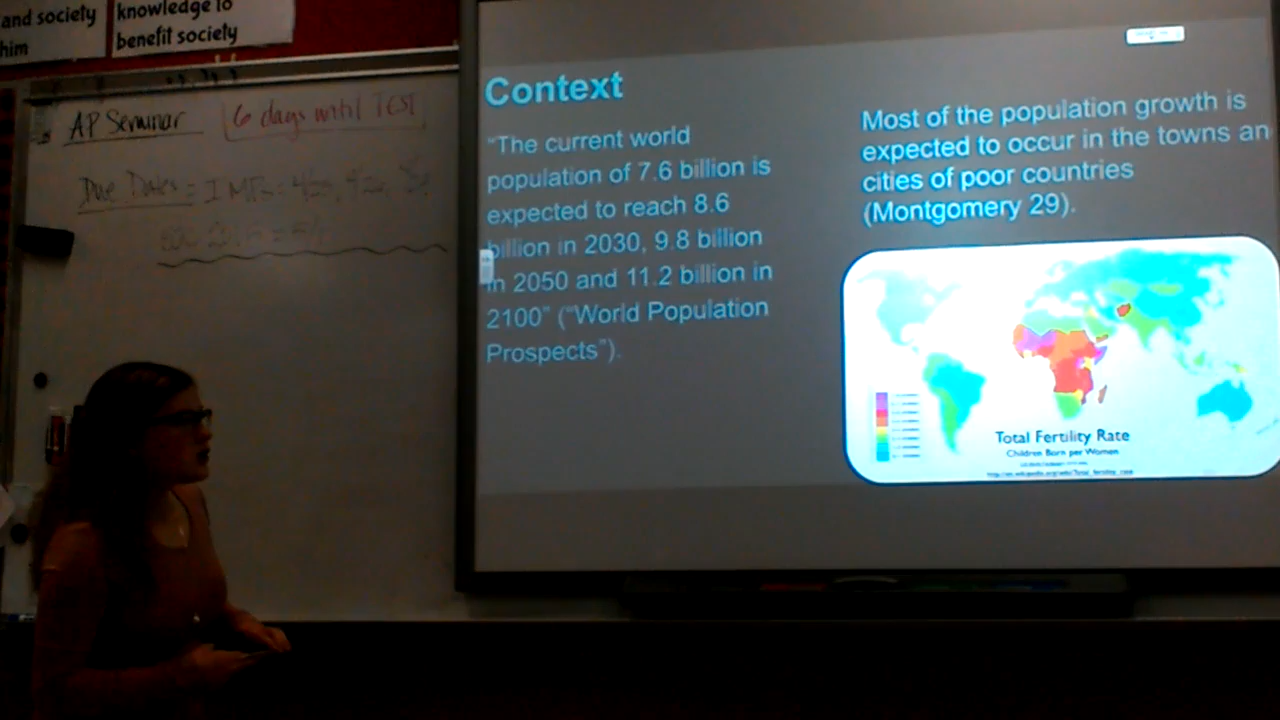 and society
him
knowledge to
benefit society
AP Seminar
6 days until TEST
Due Dates =
Context
"The current world
population of 7.6 billion is
expected to reach 8.6
billion in 2030, 9.8 billion
in 2050 and 11.2 billion in
2100" ("World Population
Prospects").
Most of the population growth is
expected to occur in the towns an
cities of poor countries
(Montgomery 29).
Total Fertility Rate
Children Born per Women